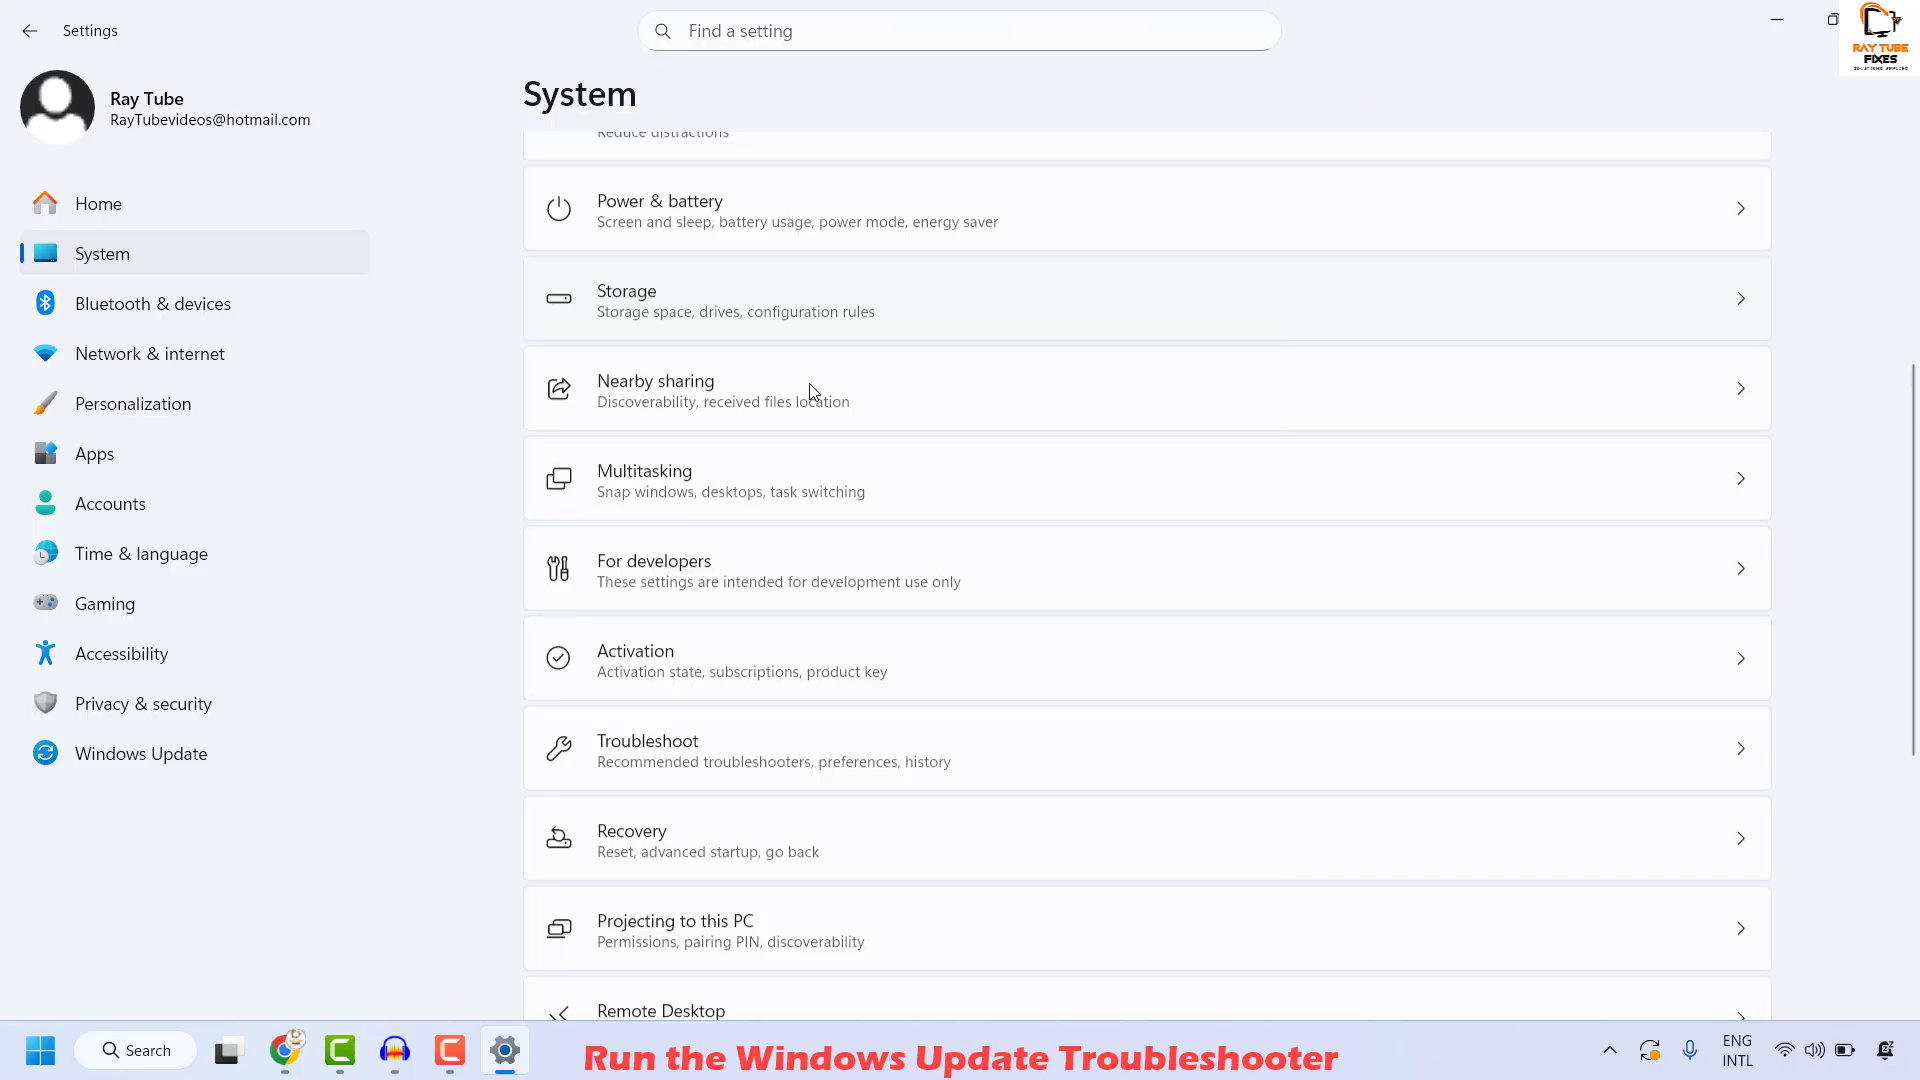 Settings
Find a setting
RAY TUBE
FIXES
Ray Tube
RayTubevideos@hotmail.com
Home
System
Bluetooth & devices
Network & internet
Personalization
Apps
Accounts
Time & language
Gaming
Accessibility
Privacy & security
Windows Update
System
Reduce distractions
Power & battery
Screen and sleep, battery usage, power mode, energy saver
Storage
Storage space, drives, configuration rules
Nearby sharing
Discoverability, received files location
Multitasking
Snap windows, desktops, task switching
For developers
These settings are intended for development use only
Activation
Activation state, subscriptions, product key
Troubleshoot
Recommended troubleshooters, preferences, history
Recovery
Reset, advanced startup, go back
Projecting to this PC
Permissions, pairing PIN, discoverability
Remote Desktop
Search
Run the Windows Update Troubleshooter
ENG
INTL